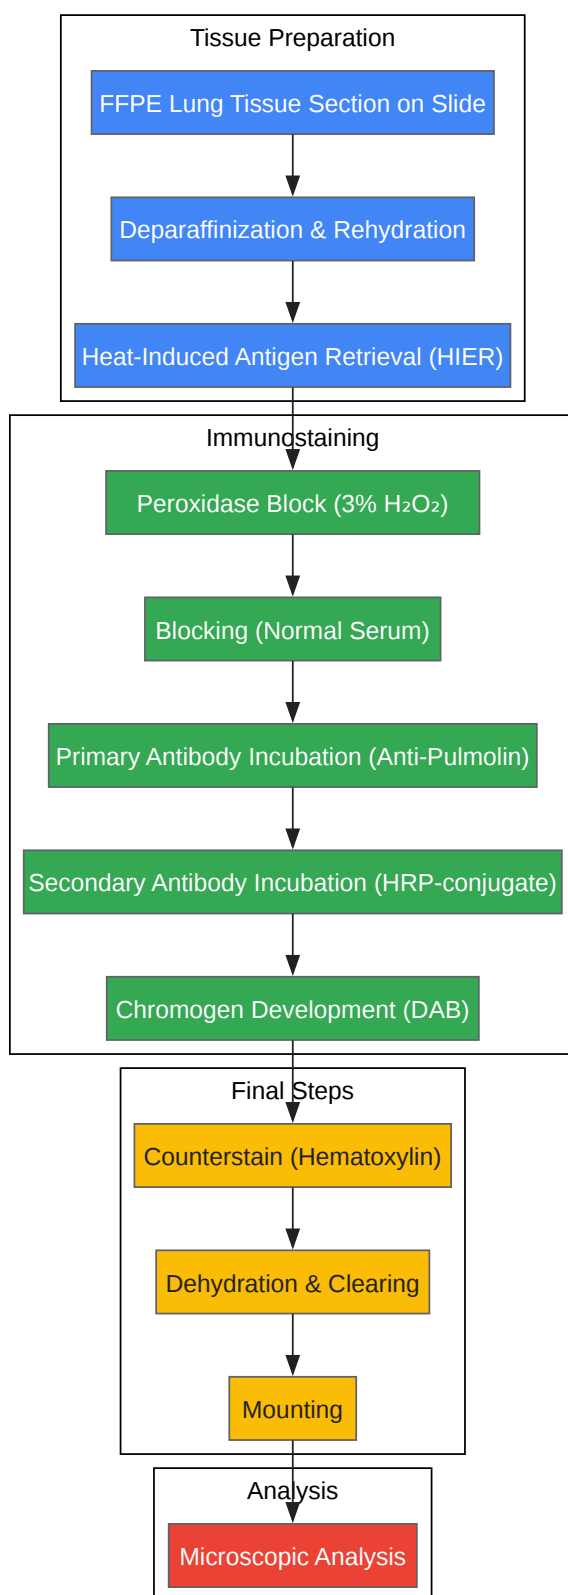 Tissue Preparation
FFPE Lung Tissue Section on Slide
Deparaffinization & Rehydration
Heat-Induced Antigen Retrieval (HIER)
Immunostaining
Peroxidase Block (3% H₂O₂)
Blocking (Normal Serum)
Primary Antibody Incubation (Anti-Pulmolin)
Secondary Antibody Incubation (HRP-conjugate)
Chromogen Development (DAB)
Final Steps
Counterstain (Hematoxylin)
Dehydration & Clearing
Mounting
Analysis
Microscopic Analysis